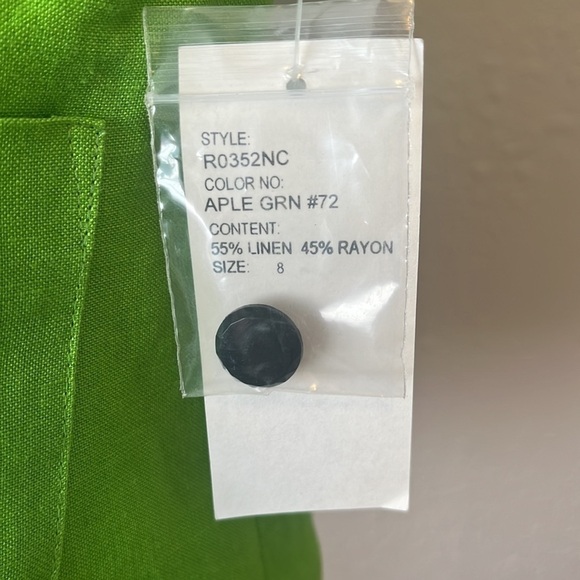 STYLE:
R0352NC
COLOR NO:
APLE GRN #72
CONTENT:
55% LINEN 45% RAYON
SIZE: 8